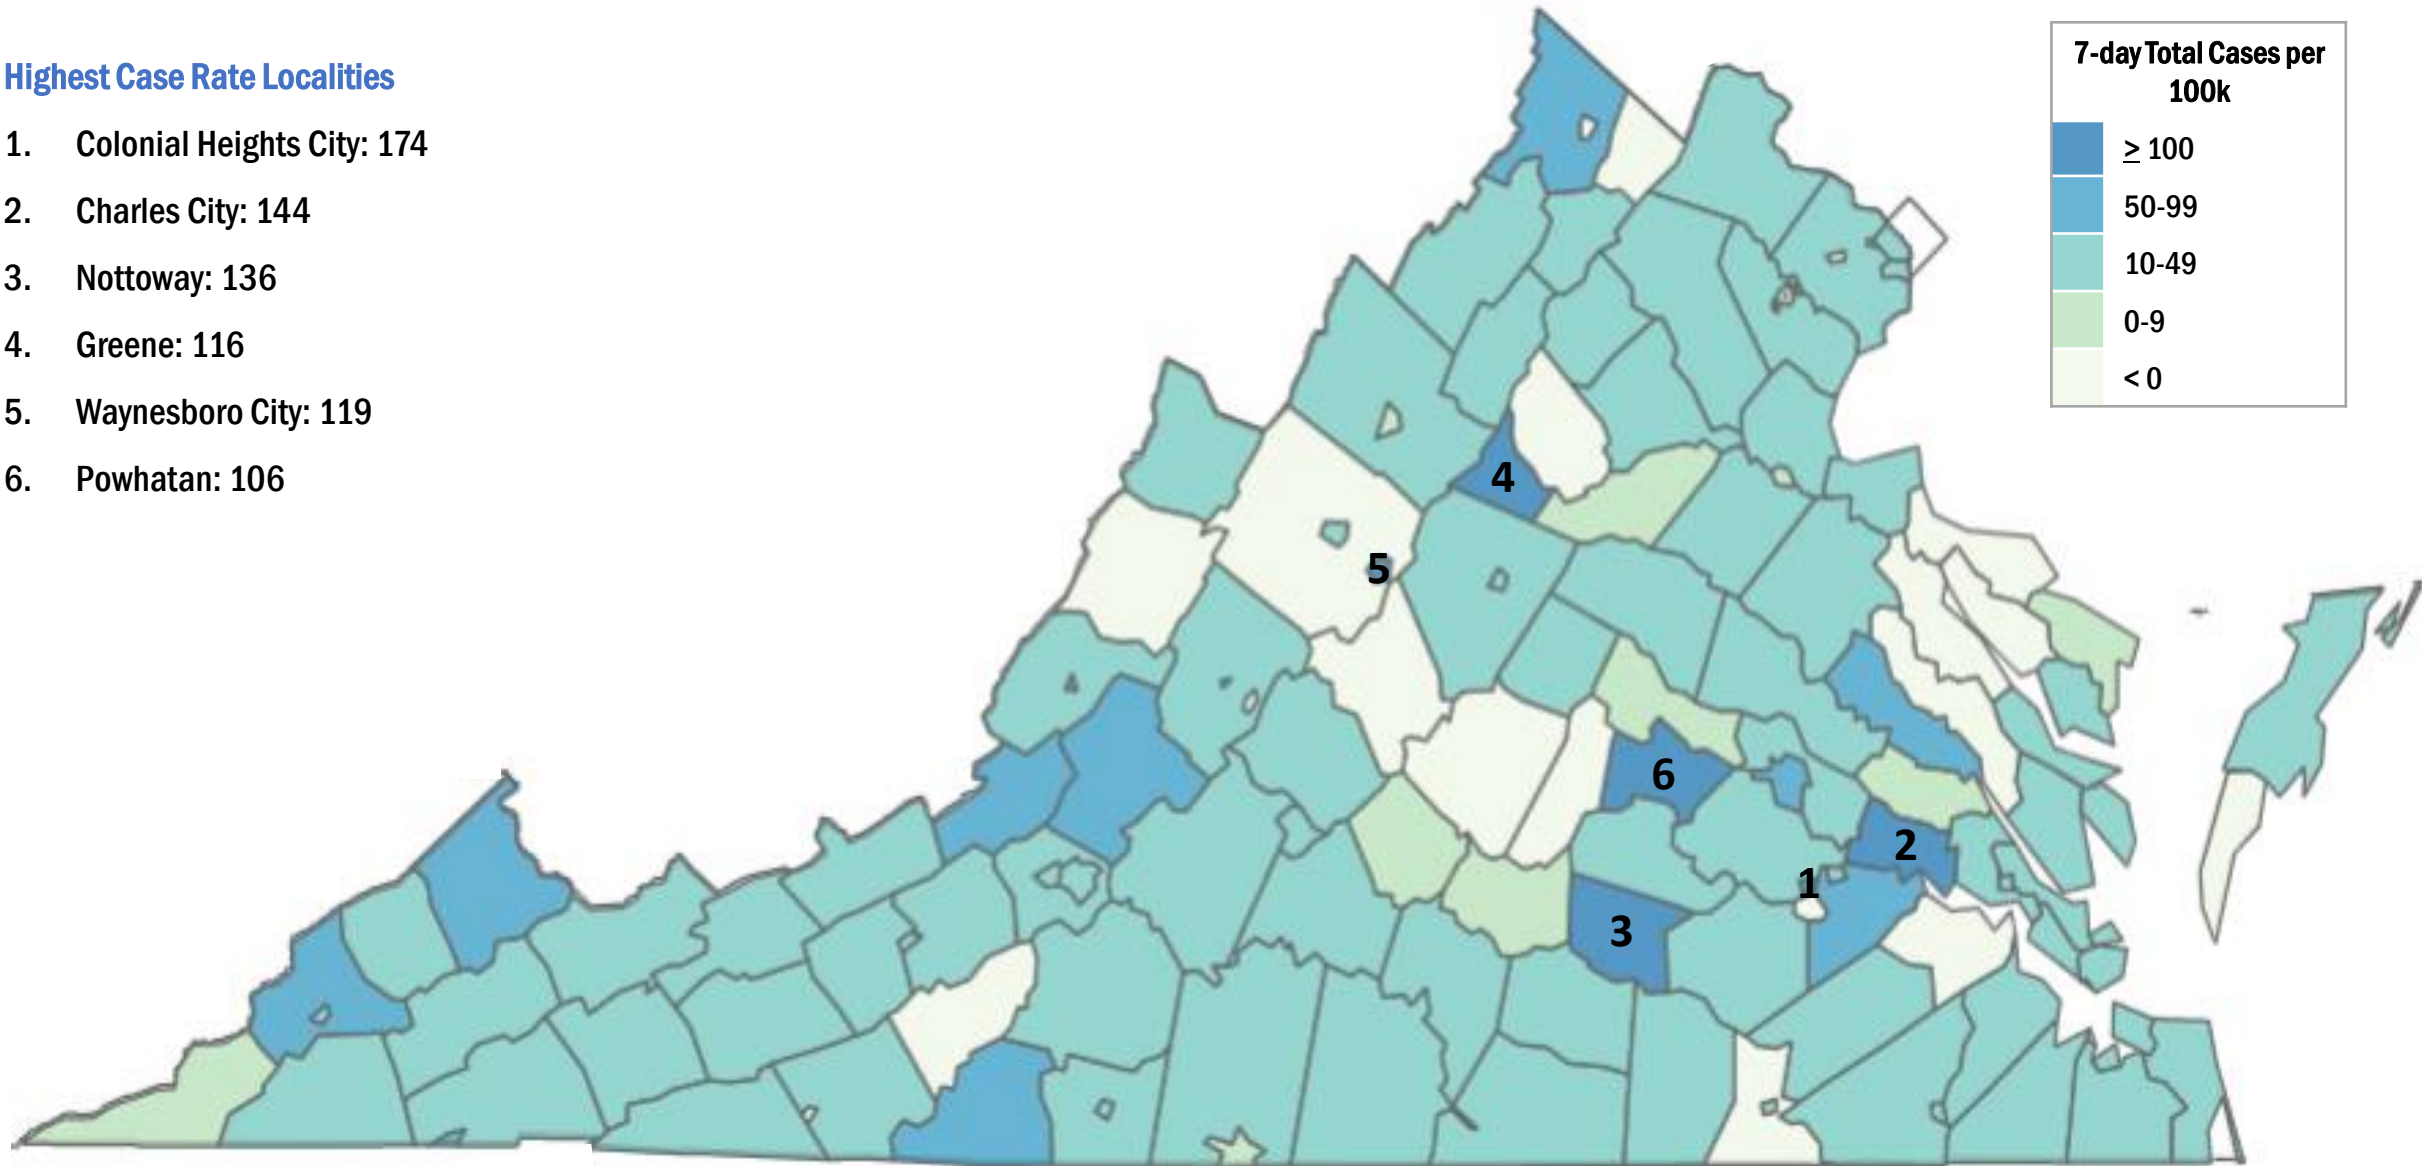 Highest Case Rate Localities
1. Colonial Heights City: 174
2. Charles City: 144
3. Nottoway: 136
4. Greene: 116
5. Waynesboro City: 119
6. Powhatan: 106
7-day Total Cases per
100k
≥ 100
50-99
10-49
0-9
< 0
4
5
6
2
1
3